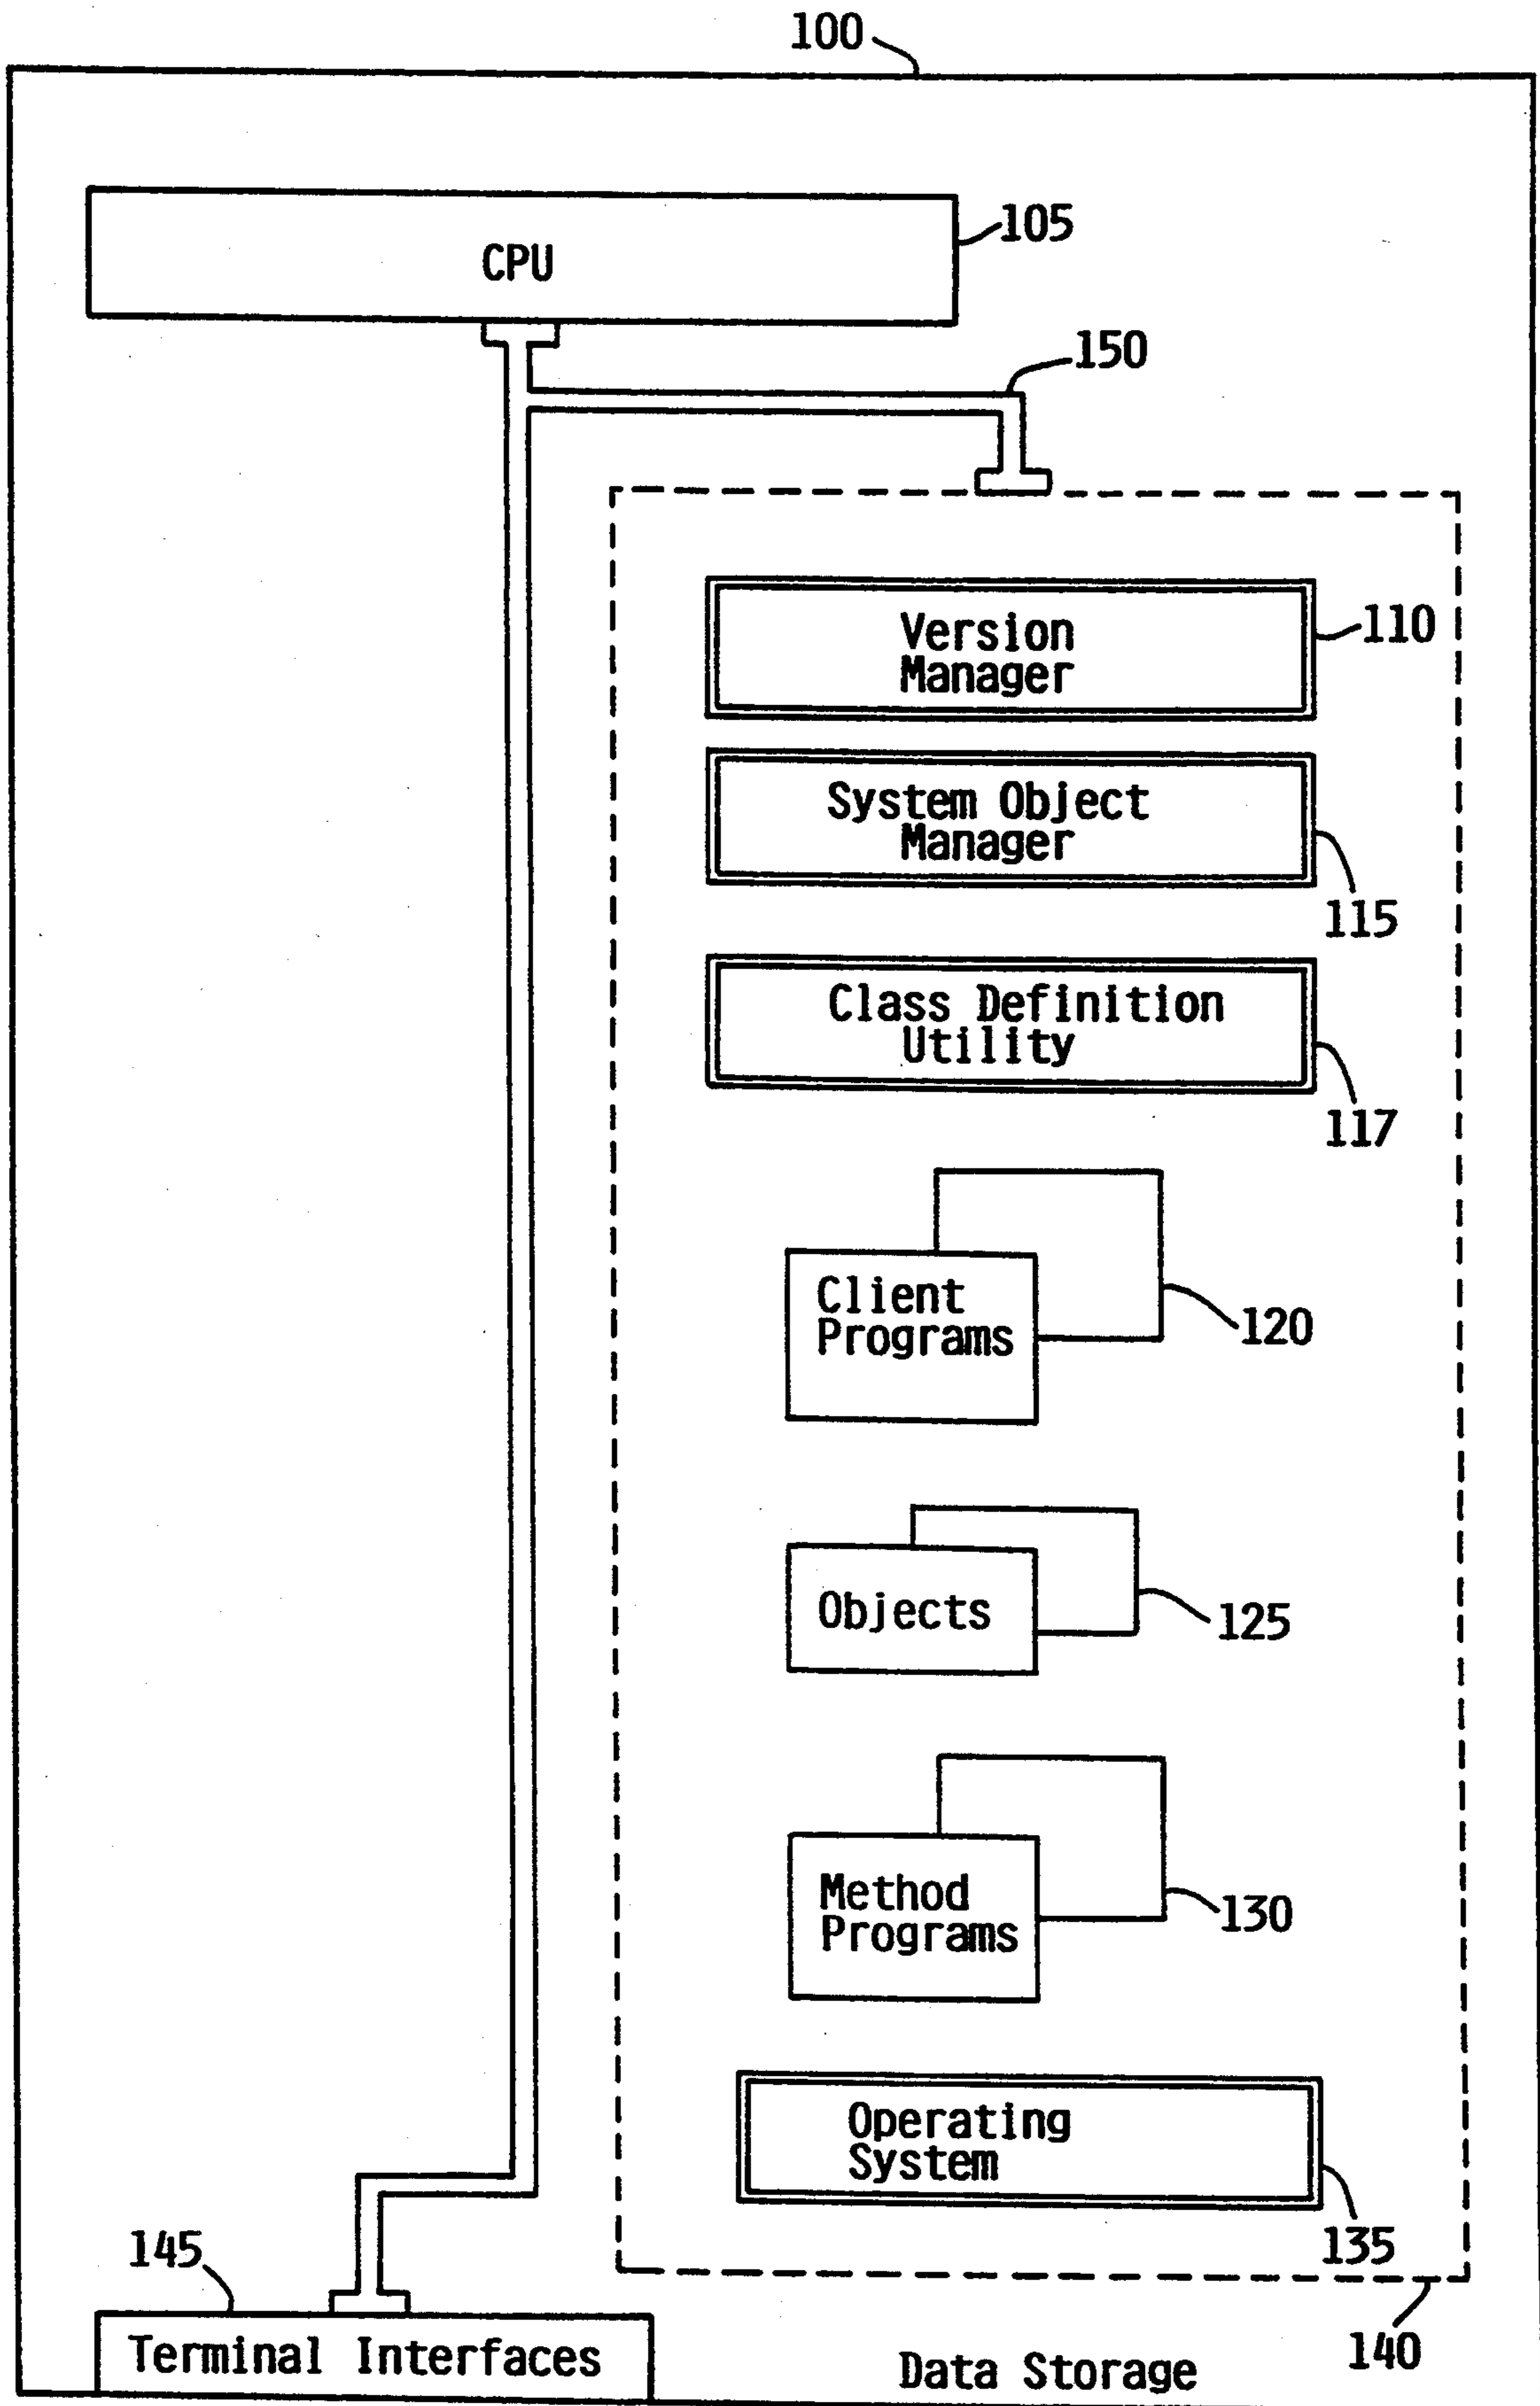 100
105
CPU
150
Version
Manager
110
System Object
Manager
115
Class Definition
Utility
117
Client
Programs
120
Objects
125
Method
Programs
130
Operating
System
135
145
Terminal Interfaces
140
Data Storage